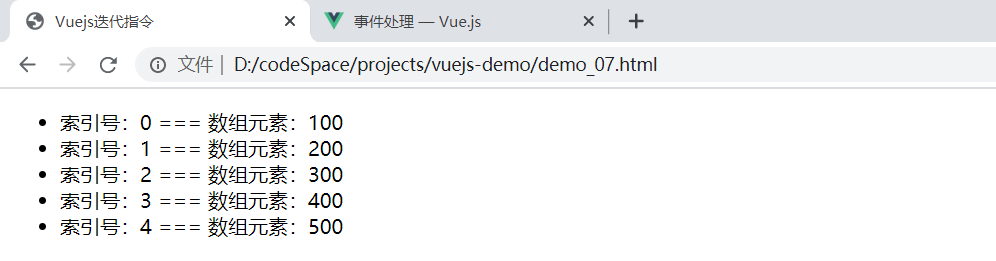 Vuejs迭代指令
事件处理 — Vue.js
文件 | D:/codeSpace/projects/vuejs-demo/demo_07.html
索引号：0 === 数组元素：100
索引号：1 === 数组元素：200
索引号：2 === 数组元素：300
索引号：3 === 数组元素：400
索引号：4 === 数组元素：500